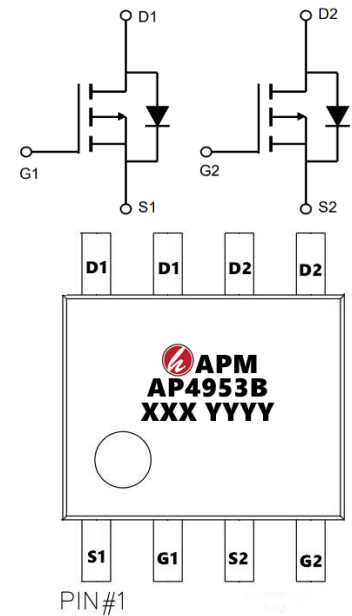 D1 D2
G1 G2
S1 S2
D1 D1 D2 D2
APM
AP4953B
XXX YYYY
S1 G1 S2 G2
PIN#1